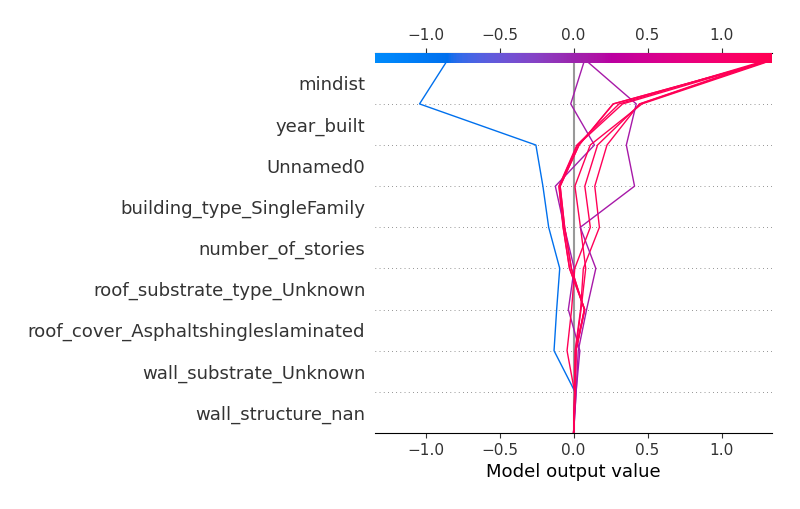 −1.0 −0.5 0.0 0.5 1.0
mindist
year_built
Unnamed0
building_type_SingleFamily
number_of_stories
roof_substrate_type_Unknown
roof_cover_Asphaltshingleslaminated
wall_substrate_Unknown
wall_structure_nan
−1.0 −0.5 0.0 0.5 1.0
Model output value